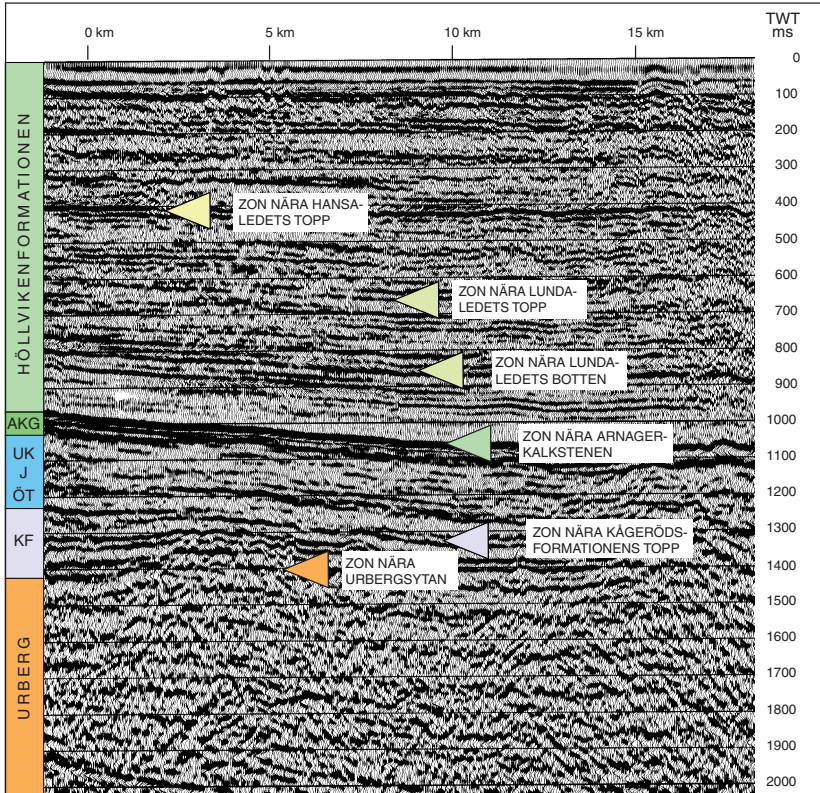 0 km
5 km
10 km
15 km
TWT
ms
0
100
200
300
400
500
600
700
800
900
1000
1100
1200
1300
1400
1500
1600
1700
1800
1900
2000
HÖLLVIKENFORMATIONEN
AKG
UK
J
ÖT
KF
URBERG
ZON NÄRA HANSA-
LEDETS TOPP
ZON NÄRA LUNDA-
LEDETS TOPP
ZON NÄRA LUNDA-
LEDETS BOTTEN
ZON NÄRA ARNAGER-
KALKSTENEN
ZON NÄRA KÅGERÖDS-
FORMATIONENS TOPP
ZON NÄRA
URBERGSYTAN